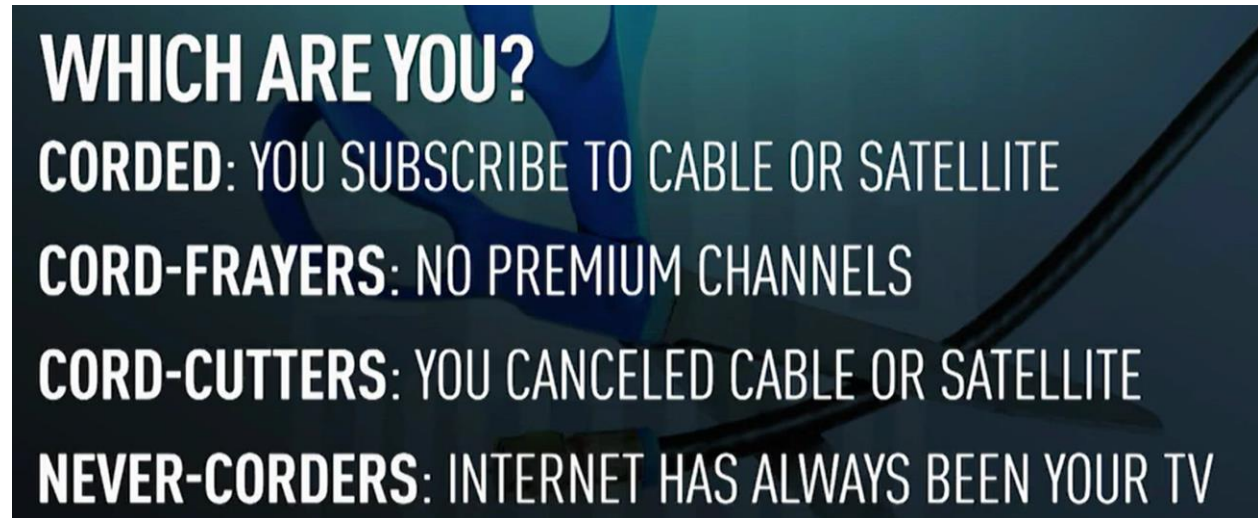 WHICH ARE YOU?
CORDED: YOU SUBSCRIBE TO CABLE OR SATELLITE
CORD-FRAYERS: NO PREMIUM CHANNELS
CORD-CUTTERS: YOU CANCELED CABLE OR SATELLITE
NEVER-CORDERS: INTERNET HAS ALWAYS BEEN YOUR TV